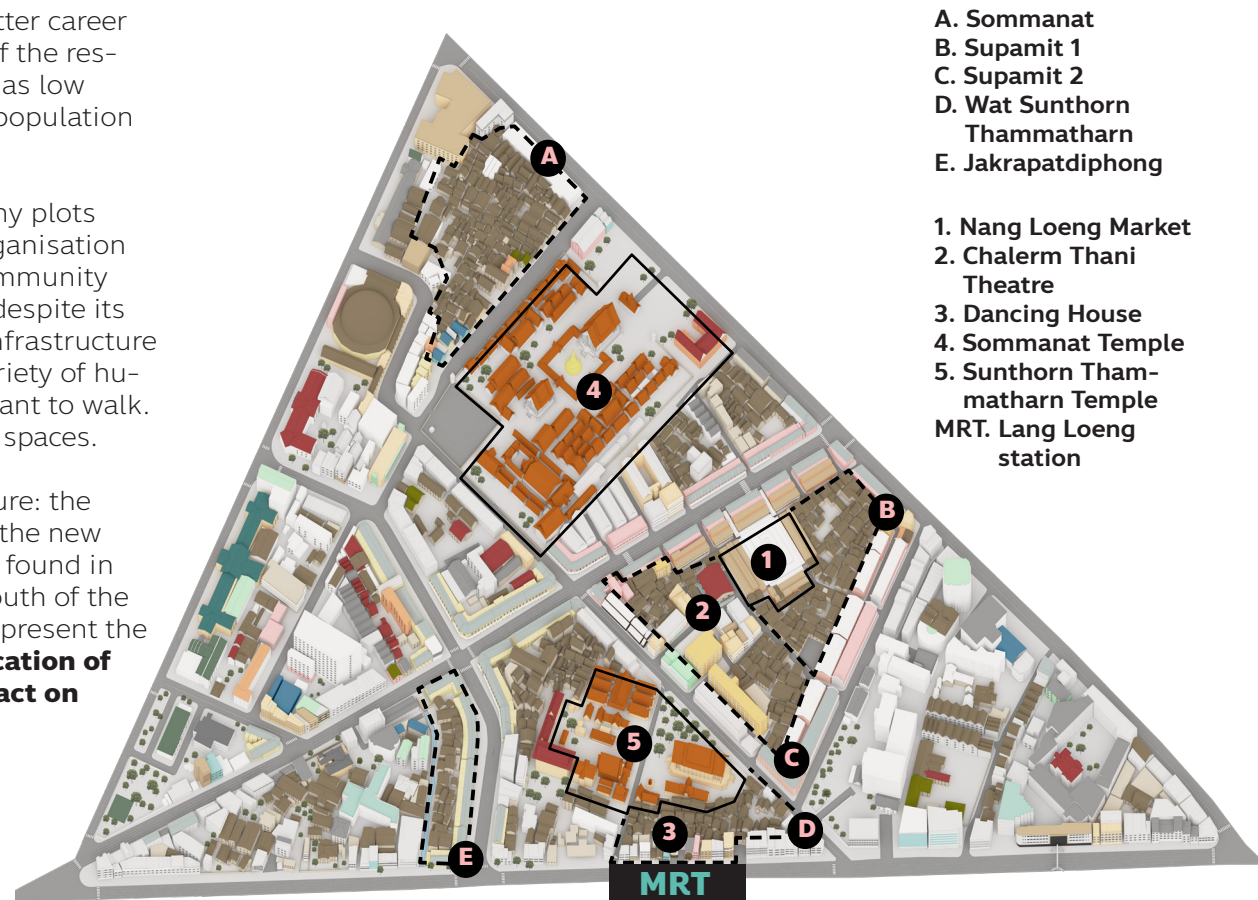 tter career
f the res-
as low
population
ny plots
ganisation
mmunity
despite its
nfrastructure
riety of hu-
ant to walk.
spaces.
ure: the
the new
found in
outh of the
present the
cation of
act on
A. Sommanat
B. Supamit 1
C. Supamit 2
D. Wat Sunthorn
Thammatharn
E. Jakrapatdiphong
1. Nang Loeng Market
2. Chalerm Thani
Theatre
3. Dancing House
4. Sommanat Temple
5. Sunthorn Tham-
matharn Temple
MRT. Lang Loeng
station
A
4
B
1
2
5
C
3
D
E
MRT